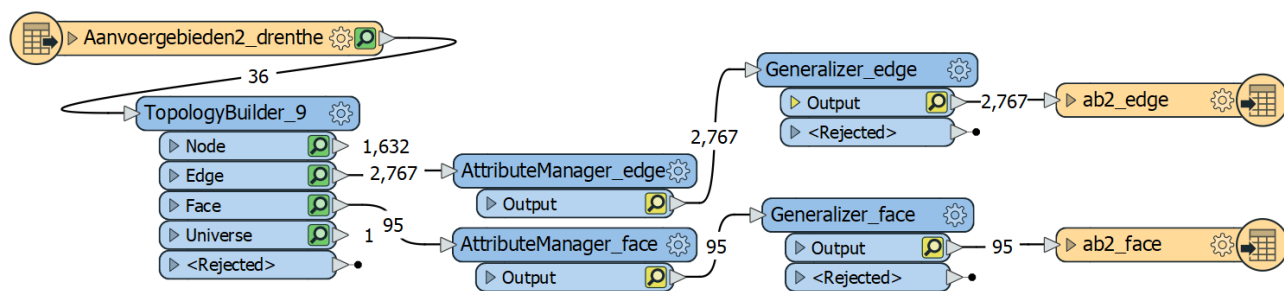 Aanvoergebieden2_drenthe
36
TopologyBuilder_9
Node
1,632
Edge
2,767
Face
95
Universe
1
<Rejected>
AttributeManager_edge
Output
2,767
AttributeManager_face
Output
95
Generalizer_edge
Output
2,767
<Rejected>
ab2_edge
Generalizer_face
Output
95
<Rejected>
ab2_face